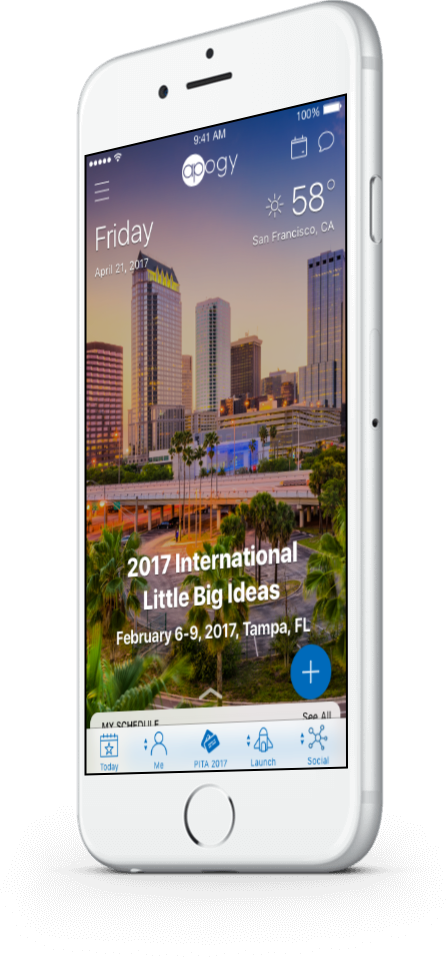 9:41 AM
100%
apogy
58°
San Francisco, CA
Friday
April 21, 2017
2017 International
Little Big Ideas
February 6-9, 2017, Tampa, FL
MY SCHEDULE
See All
Today
Me
PITA 2017
Launch
Social